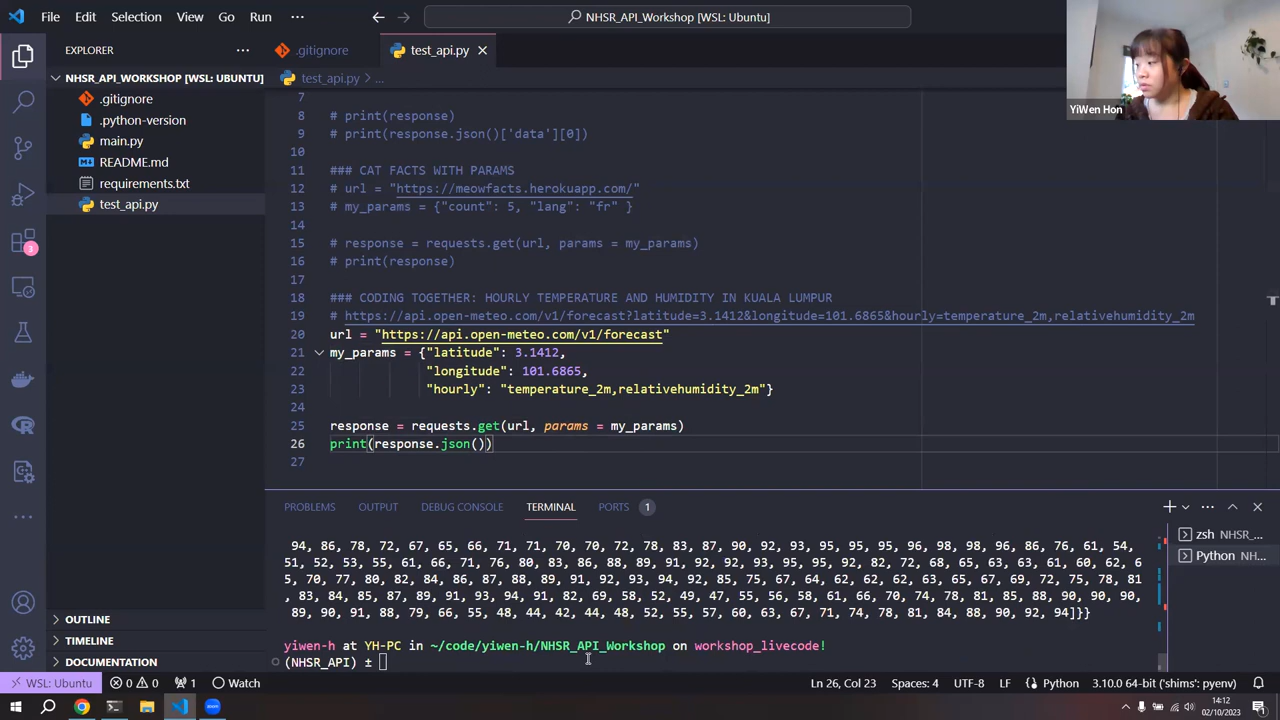 File Edit Selection View Go Run ··· NHSR_API_Workshop [WSL: Ubuntu]
EXPLORER ··· .gitignore test_api.py
NHSR_API_WORKSHOP [WSL: UBUNTU]
.gitignore
.python-version
main.py
README.md
requirements.txt
test_api.py
test_api.py > ...
YiWen Hon
7
8 # print(response)
9 # print(response.json()['data'][0])
10
11 ### CAT FACTS WITH PARAMS
12 # url = "https://meowfacts.herokuapp.com/"
13 # my_params = {"count": 5, "lang": "fr" }
14
15 # response = requests.get(url, params = my_params)
16 # print(response)
17
18 ### CODING TOGETHER: HOURLY TEMPERATURE AND HUMIDITY IN KUALA LUMPUR
19 # https://api.open-meteo.com/v1/forecast?latitude=3.1412&longitude=101.6865&hourly=temperature_2m,relativehumidity_2m
20 url = "https://api.open-meteo.com/v1/forecast"
21 my_params = {"latitude": 3.1412,
22 "longitude": 101.6865,
23 "hourly": "temperature_2m,relativehumidity_2m"}
24
25 response = requests.get(url, params = my_params)
26 print(response.json())
27
3
PROBLEMS OUTPUT DEBUG CONSOLE TERMINAL PORTS 1
94, 86, 78, 72, 67, 65, 66, 71, 71, 70, 70, 72, 78, 83, 87, 90, 92, 93, 95, 95, 95, 96, 98, 98, 96, 86, 76, 61, 54,
51, 52, 53, 55, 61, 66, 71, 76, 80, 83, 86, 88, 90, 91, 92, 93, 95, 95, 92, 82, 72, 68, 65, 63, 61, 60, 62, 6
5, 70, 77, 80, 82, 84, 86, 87, 88, 89, 91, 92, 93, 94, 92, 85, 75, 64, 62, 62, 62, 63, 65, 67, 69, 72, 75, 78, 81
, 83, 84, 85, 87, 89, 91, 93, 94, 91, 82, 69, 58, 52, 49, 47, 55, 56, 58, 61, 66, 70, 74, 78, 81, 85, 88, 90, 90, 90,
89, 90, 91, 88, 79, 66, 55, 48, 44, 42, 44, 48, 52, 55, 57, 60, 63, 67, 71, 74, 78, 81, 84, 88, 90, 92, 94]}}
yiwen-h at YH-PC in ~/code/yiwen-h/NHSR_API_Workshop on workshop_livecode!
(NHSR_API) ±
zsh NHSR_...
Python NH...
OUTLINE
TIMELINE
DOCUMENTATION
WSL: Ubuntu 0 0 1 Watch Ln 26, Col 23 Spaces: 4 UTF-8 LF Python 3.10.0 64-bit ('shims': pyenv)
14:12
02/10/2023